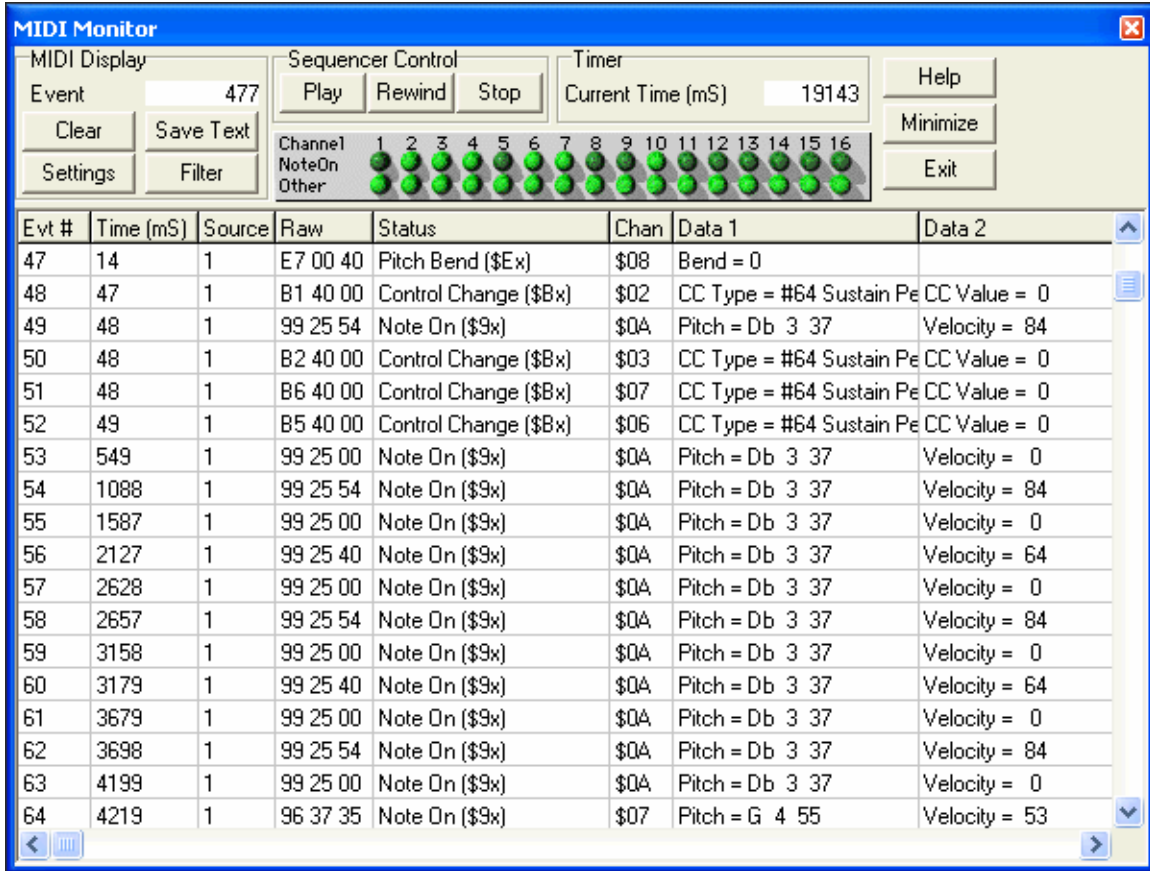 MIDI Monitor
MIDI Display Sequencer Control Timer
Event 477 Play Rewind Stop Current Time (mS) 19143 Help
Clear Save Text Minimize
Settings Filter Exit
Channel 1 2 3 4 5 6 7 8 9 10 11 12 13 14 15 16
NoteOn
Other
Evt # Time (mS) Source Raw Status Chan Data 1 Data 2
47 14 1 E7 00 40 Pitch Bend ($Ex) $08 Bend = 0
48 47 1 B1 40 00 Control Change ($Bx) $02 CC Type = #64 Sustain Pe CC Value = 0
49 48 1 99 25 54 Note On ($9x) $0A Pitch = Db 3 37 Velocity = 84
50 48 1 B2 40 00 Control Change ($Bx) $03 CC Type = #64 Sustain Pe CC Value = 0
51 48 1 B6 40 00 Control Change ($Bx) $07 CC Type = #64 Sustain Pe CC Value = 0
52 49 1 B5 40 00 Control Change ($Bx) $06 CC Type = #64 Sustain Pe CC Value = 0
53 549 1 99 25 00 Note On ($9x) $0A Pitch = Db 3 37 Velocity = 0
54 1088 1 99 25 54 Note On ($9x) $0A Pitch = Db 3 37 Velocity = 84
55 1587 1 99 25 00 Note On ($9x) $0A Pitch = Db 3 37 Velocity = 0
56 2127 1 99 25 40 Note On ($9x) $0A Pitch = Db 3 37 Velocity = 64
57 2628 1 99 25 00 Note On ($9x) $0A Pitch = Db 3 37 Velocity = 0
58 2657 1 99 25 54 Note On ($9x) $0A Pitch = Db 3 37 Velocity = 84
59 3158 1 99 25 00 Note On ($9x) $0A Pitch = Db 3 37 Velocity = 0
60 3179 1 99 25 40 Note On ($9x) $0A Pitch = Db 3 37 Velocity = 64
61 3679 1 99 25 00 Note On ($9x) $0A Pitch = Db 3 37 Velocity = 0
62 3698 1 99 25 54 Note On ($9x) $0A Pitch = Db 3 37 Velocity = 84
63 4199 1 99 25 00 Note On ($9x) $0A Pitch = Db 3 37 Velocity = 0
64 4219 1 96 37 35 Note On ($9x) $07 Pitch = G 4 55 Velocity = 53